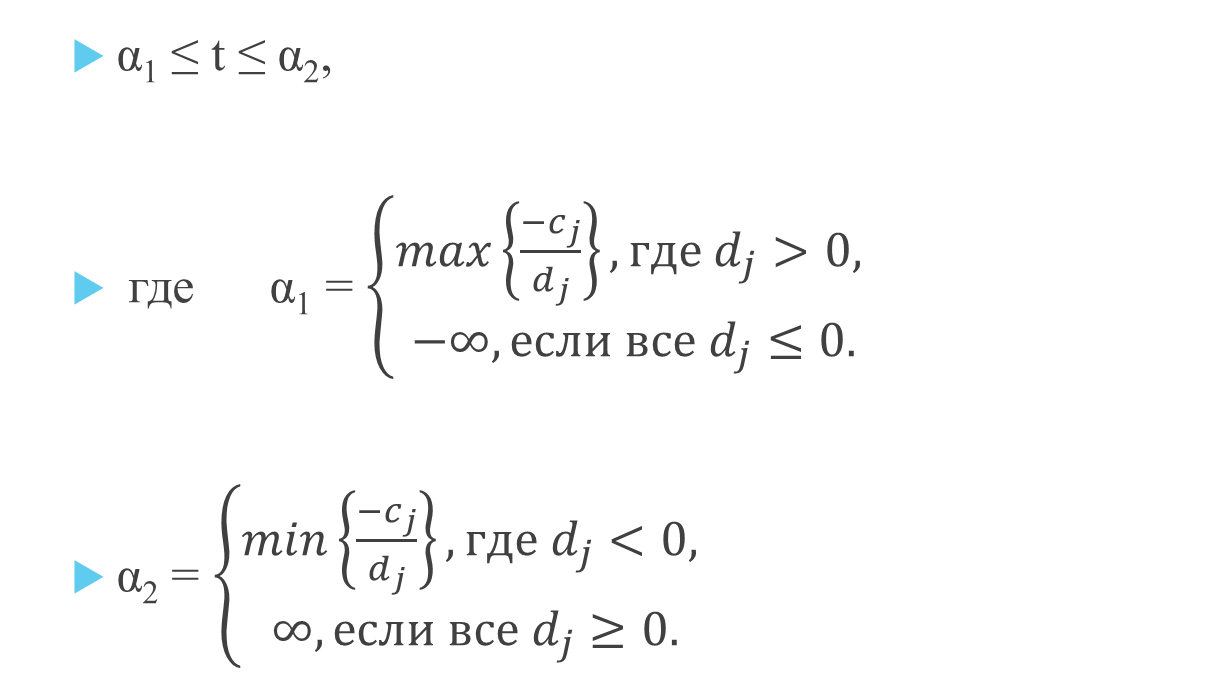 α₁ ≤ t ≤ α₂,
где α₁ = { max {−cⱼ / dⱼ}, где dⱼ > 0,
−∞, если все dⱼ ≤ 0.
α₂ = { min {−cⱼ / dⱼ}, где dⱼ < 0,
∞, если все dⱼ ≥ 0.